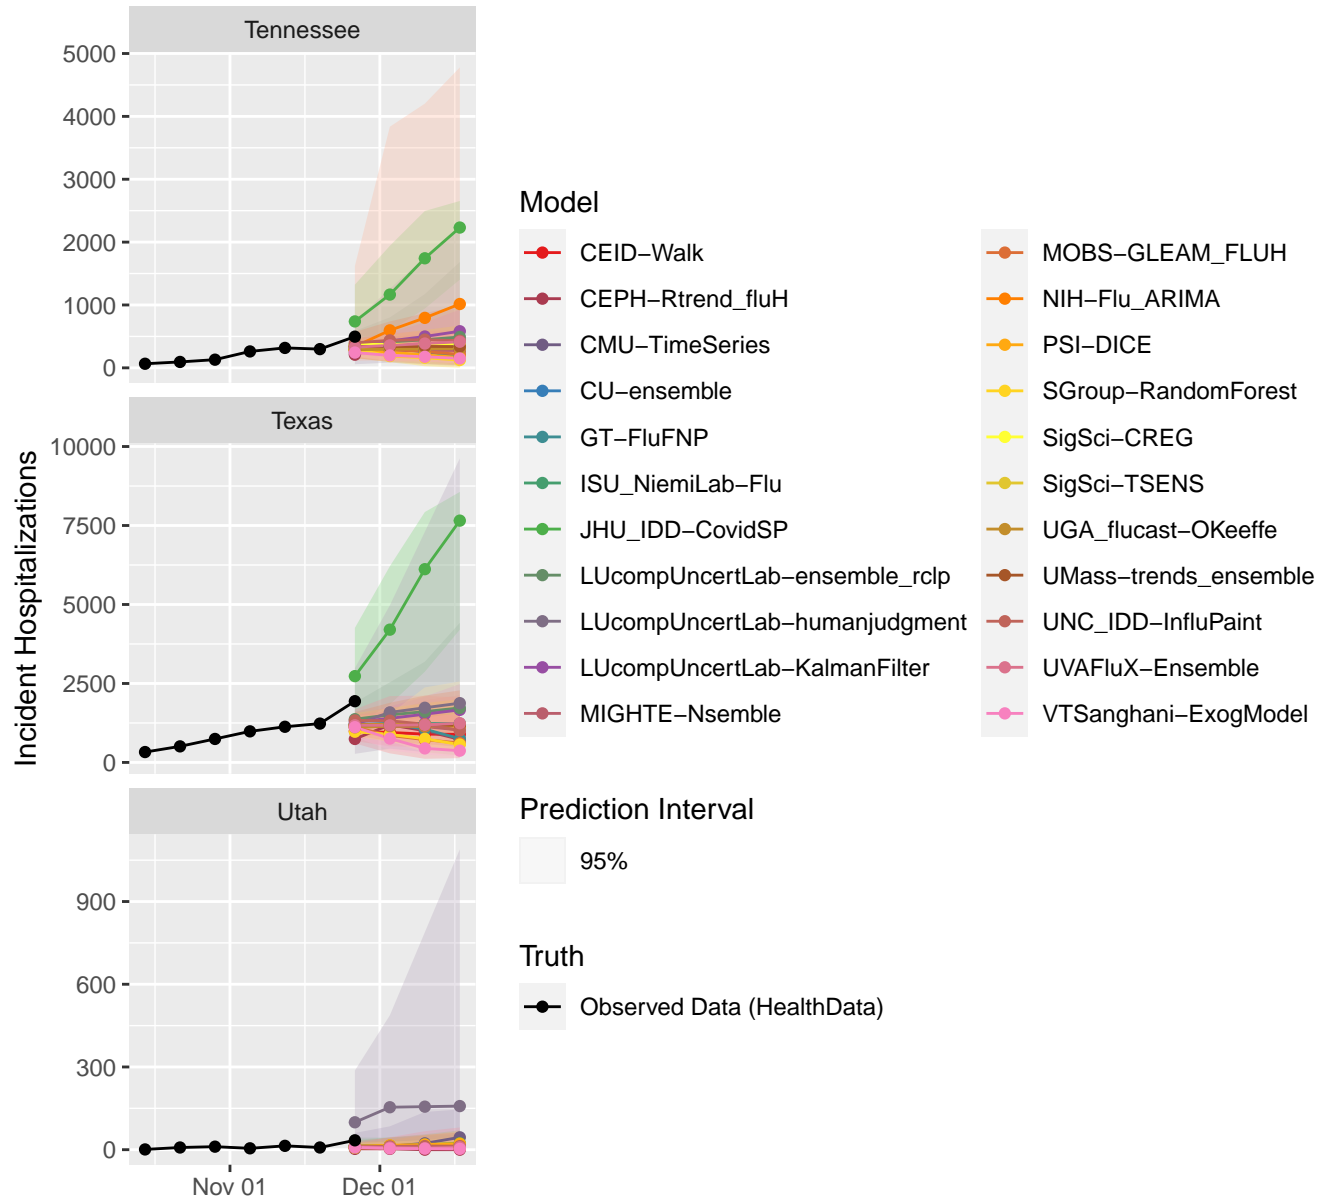 Tennessee
5000
4000
3000
2000
1000
0
Texas
10000
7500
5000
2500
0
Utah
900
600
300
0
Nov 01
Dec 01
Incident Hospitalizations
Model
CEID−Walk
CEPH−Rtrend_fluH
CMU−TimeSeries
CU−ensemble
GT−FluFNP
ISU_NiemiLab−Flu
JHU_IDD−CovidSP
LUcompUncertLab−ensemble_rclp
LUcompUncertLab−humanjudgment
LUcompUncertLab−KalmanFilter
MIGHTE−Nsemble
MOBS−GLEAM_FLUH
NIH−Flu_ARIMA
PSI−DICE
SGroup−RandomForest
SigSci−CREG
SigSci−TSENS
UGA_flucast−OKeeffe
UMass−trends_ensemble
UNC_IDD−InfluPaint
UVAFluX−Ensemble
VTSanghani−ExogModel
Prediction Interval
95%
Truth
Observed Data (HealthData)